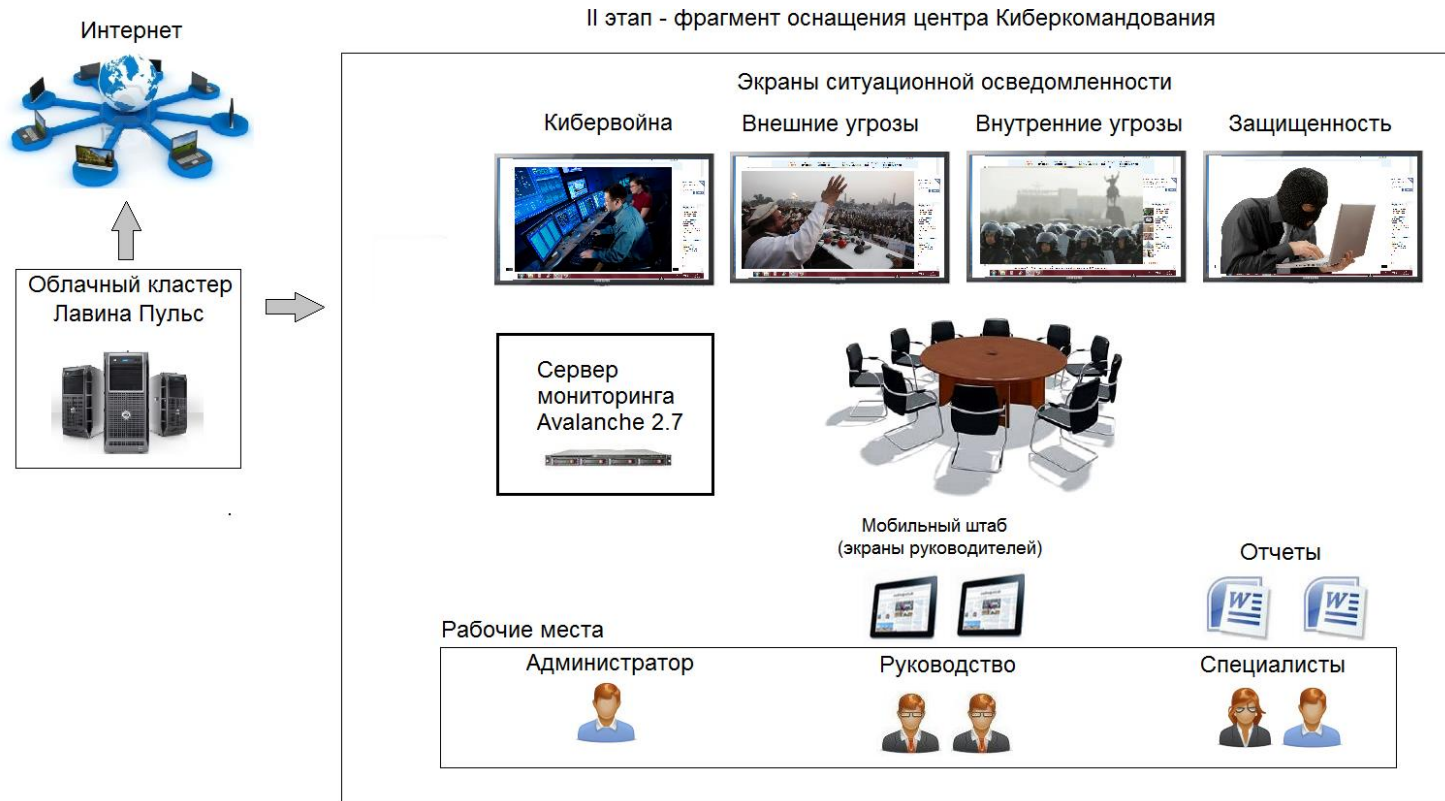 II этап - фрагмент оснащения центра Киберкомандования
Интернет
Экраны ситуационной осведомленности
Кибервойна
Внешние угрозы
Внутренние угрозы
Защищенность
Облачный кластер
Лавина Пульс
Сервер
мониторинга
Avalanche 2.7
Мобильный штаб
(экраны руководителей)
Отчеты
Рабочие места
Администратор
Руководство
Специалисты